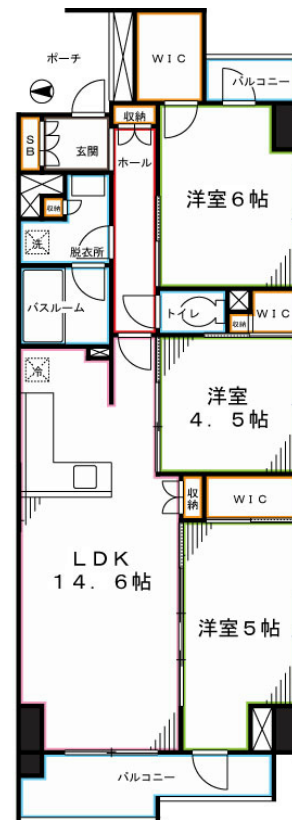 ポーチ
WIC
バルコニー
収納
SB
玄関
ホール
洋室6帖
収納
洗
脱衣所
バスルーム
トイレ
収納
WIC
冷
洋室
4.5帖
収納
WIC
LDK
14.6帖
洋室5帖
バルコニー